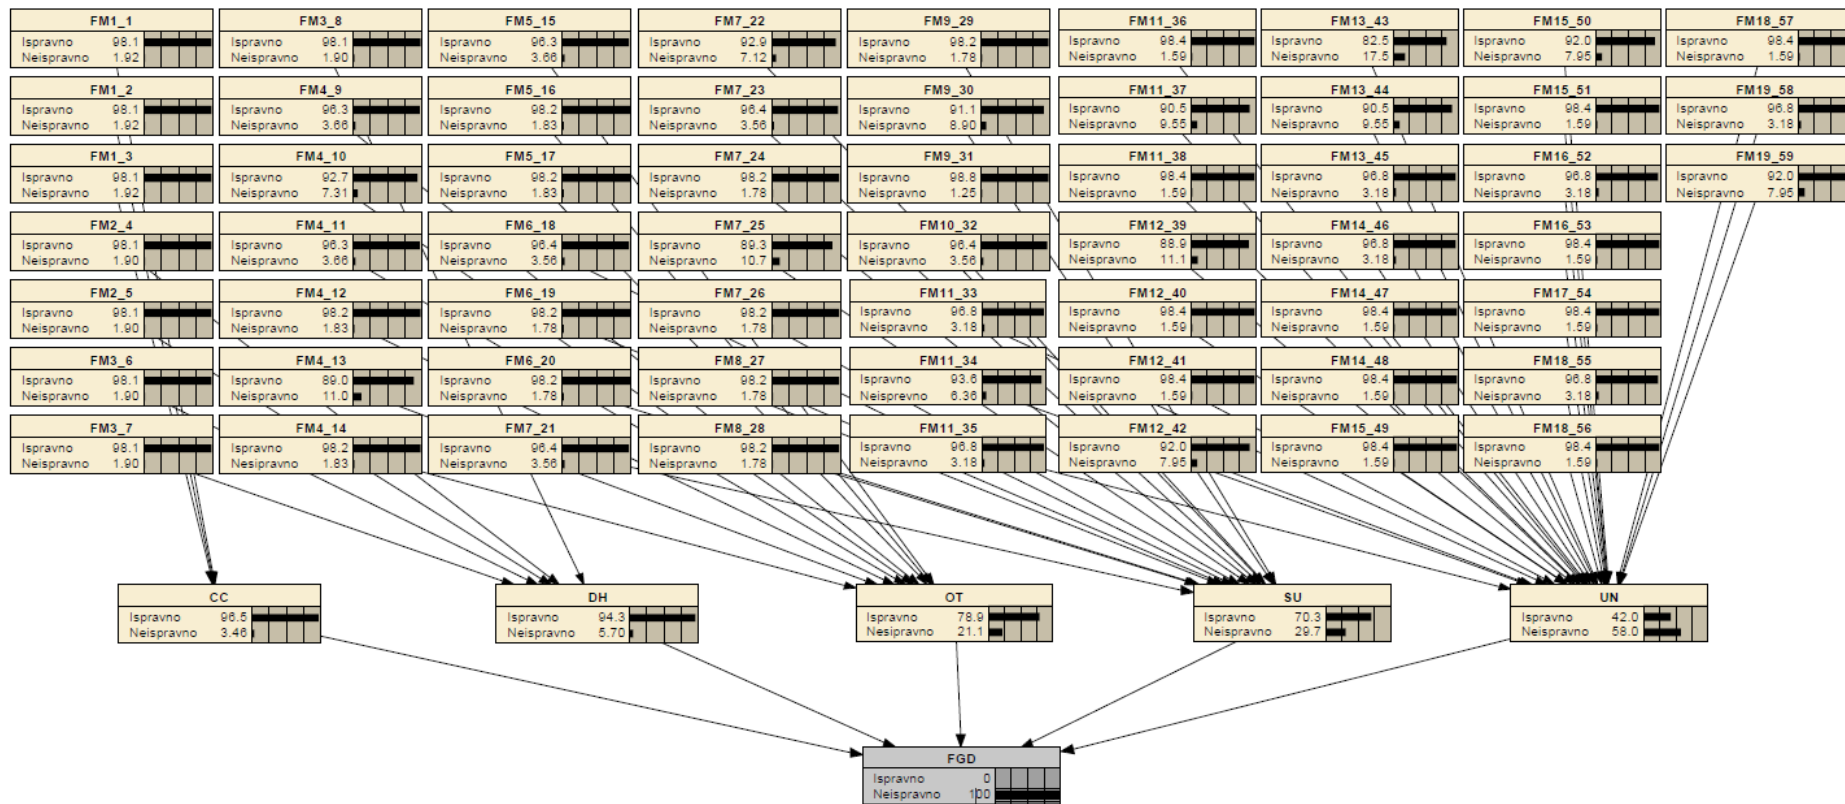 FM1_1
Ispravno 98.1
Neispravno 1.92
FM3_8
Ispravno 98.1
Neispravno 1.90
FM5_15
Ispravno 96.3
Neispravno 3.66
FM7_22
Ispravno 92.9
Neispravno 7.12
FM9_29
Ispravno 98.2
Neispravno 1.78
FM11_36
Ispravno 98.4
Neispravno 1.59
FM13_43
Ispravno 82.5
Neispravno 17.5
FM15_50
Ispravno 92.0
Neispravno 7.95
FM18_57
Ispravno 98.4
Neispravno 1.59
FM1_2
Ispravno 98.1
Neispravno 1.92
FM4_9
Ispravno 96.3
Neispravno 3.66
FM5_16
Ispravno 98.2
Neispravno 1.83
FM7_23
Ispravno 96.4
Neispravno 3.56
FM9_30
Ispravno 91.1
Neispravno 8.90
FM11_37
Ispravno 90.5
Neispravno 9.55
FM13_44
Ispravno 90.5
Neispravno 9.55
FM15_51
Ispravno 98.4
Neispravno 1.59
FM19_58
Ispravno 96.8
Neispravno 3.18
FM1_3
Ispravno 98.1
Neispravno 1.92
FM4_10
Ispravno 92.7
Neispravno 7.31
FM5_17
Ispravno 98.2
Neispravno 1.83
FM7_24
Ispravno 98.2
Neispravno 1.78
FM9_31
Ispravno 98.8
Neispravno 1.25
FM11_38
Ispravno 98.4
Neispravno 1.59
FM13_45
Ispravno 96.8
Neispravno 3.18
FM16_52
Ispravno 96.8
Neispravno 3.18
FM19_59
Ispravno 92.0
Neispravno 7.95
FM2_4
Ispravno 98.1
Neispravno 1.90
FM4_11
Ispravno 96.3
Neispravno 3.66
FM6_18
Ispravno 96.4
Neispravno 3.56
FM7_25
Ispravno 89.3
Neispravno 10.7
FM10_32
Ispravno 96.4
Neispravno 3.56
FM12_39
Ispravno 88.9
Neispravno 11.1
FM14_46
Ispravno 96.8
Neispravno 3.18
FM16_53
Ispravno 98.4
Neispravno 1.59
FM2_5
Ispravno 98.1
Neispravno 1.90
FM4_12
Ispravno 98.2
Neispravno 1.83
FM6_19
Ispravno 98.2
Neispravno 1.78
FM7_26
Ispravno 98.2
Neispravno 1.78
FM11_33
Ispravno 96.8
Neispravno 3.18
FM12_40
Ispravno 98.4
Neispravno 1.59
FM14_47
Ispravno 98.4
Neispravno 1.59
FM17_54
Ispravno 98.4
Neispravno 1.59
FM3_6
Ispravno 98.1
Neispravno 1.90
FM4_13
Ispravno 89.0
Neispravno 11.0
FM6_20
Ispravno 98.2
Neispravno 1.78
FM8_27
Ispravno 98.2
Neispravno 1.78
FM11_34
Ispravno 93.6
Neispravno 6.36
FM12_41
Ispravno 98.4
Neispravno 1.59
FM14_48
Ispravno 98.4
Neispravno 1.59
FM18_55
Ispravno 96.8
Neispravno 3.18
FM3_7
Ispravno 98.1
Neispravno 1.90
FM4_14
Ispravno 98.2
Nesipravno 1.83
FM7_21
Ispravno 96.4
Neispravno 3.56
FM8_28
Ispravno 98.2
Neispravno 1.78
FM11_35
Ispravno 96.8
Neispravno 3.18
FM12_42
Ispravno 92.0
Neispravno 7.95
FM15_49
Ispravno 98.4
Neispravno 1.59
FM18_56
Ispravno 98.4
Neispravno 1.59
CC
Ispravno 96.5
Neispravno 3.46
DH
Ispravno 94.3
Neispravno 5.70
OT
Ispravno 78.9
Nesipravno 21.1
SU
Ispravno 70.3
Neispravno 29.7
UN
Ispravno 42.0
Neispravno 58.0
FGD
Ispravno 0
Neispravno 100